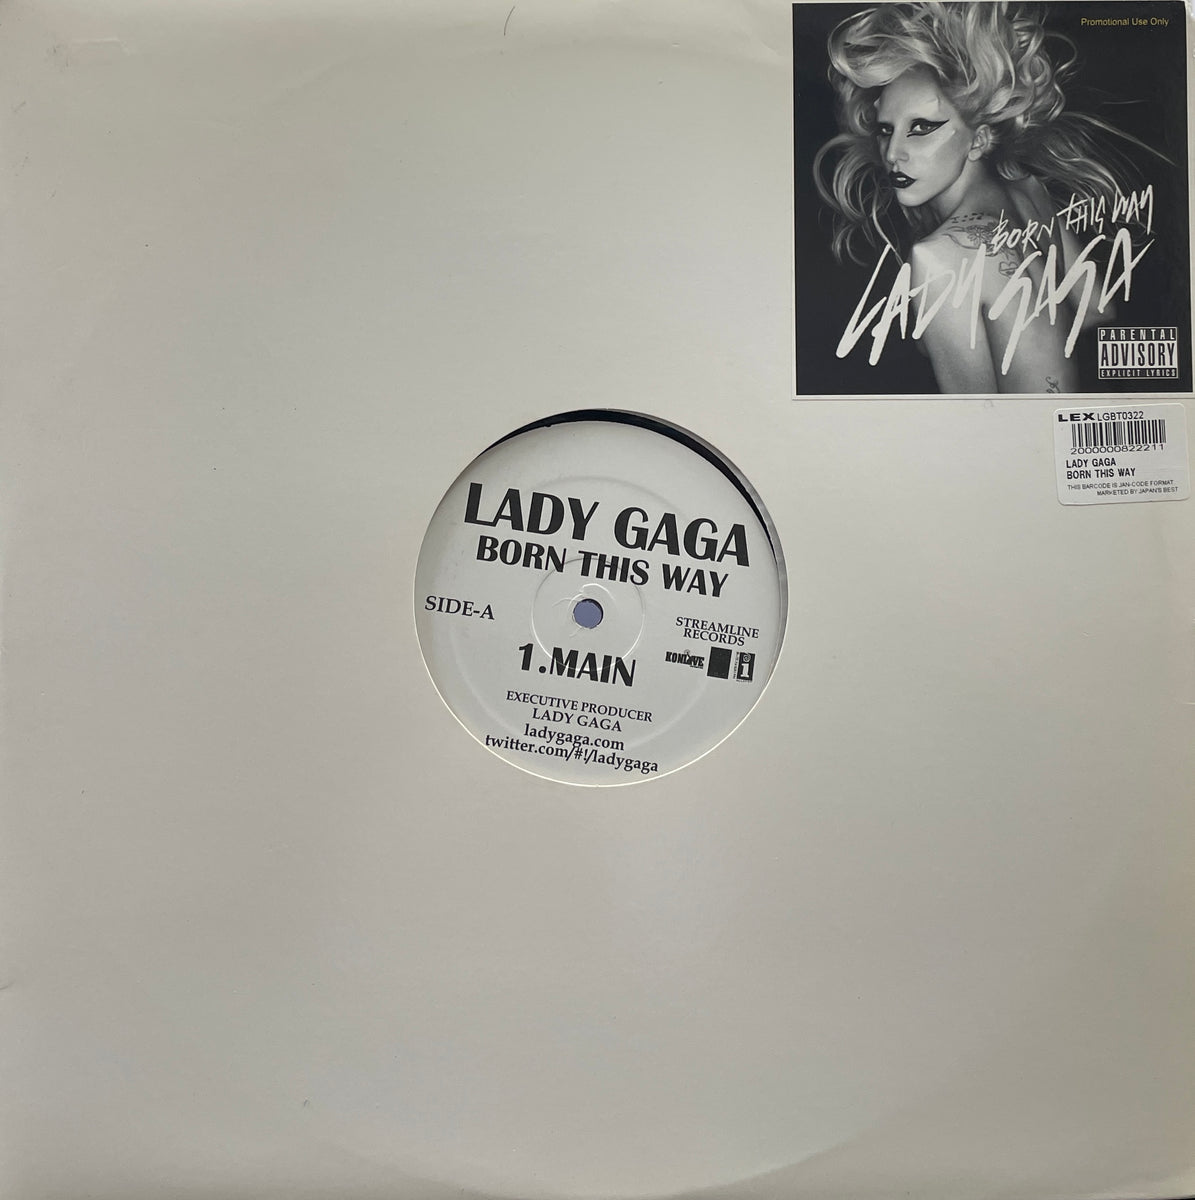 Promotional Use Only
BORN THIS WAY
LADY GAGA
PARENTAL
ADVISORY
EXPLICIT LYRICS
LEX LGBT0322
2000000822211
LADY GAGA
BORN THIS WAY
THIS BARCODE IS JAN-CODE FORMAT
MARKETED BY JAPAN'S BEST
LADY GAGA
BORN THIS WAY
SIDE-A
STREAMLINE
RECORDS
KONLIVE
1.MAIN
EXECUTIVE PRODUCER
LADY GAGA
ladygaga.com
twitter.com/#!/ladygaga